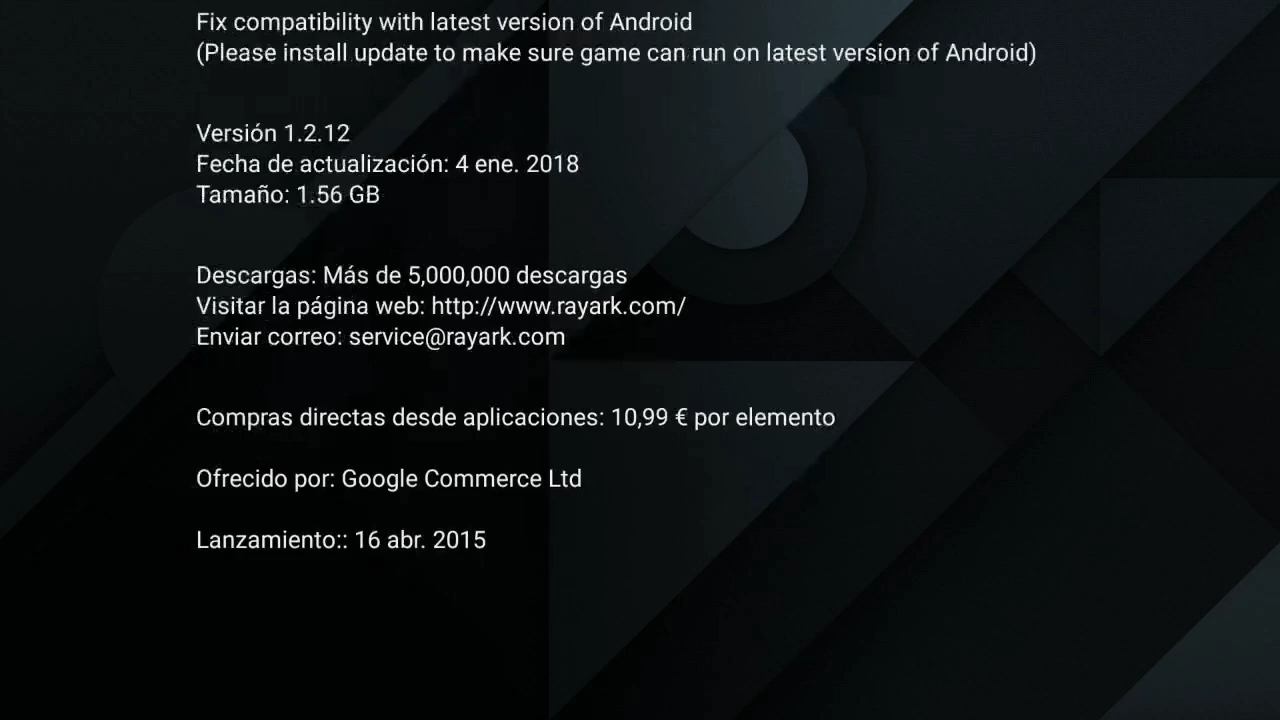 Fix compatibility with latest version of Android
(Please install update to make sure game can run on latest version of Android)
Versión 1.2.12
Fecha de actualización: 4 ene. 2018
Tamaño: 1.56 GB
Descargas: Más de 5,000,000 descargas
Visitar la página web: http://www.rayark.com/
Enviar correo: service@rayark.com
Compras directas desde aplicaciones: 10,99 € por elemento
Ofrecido por: Google Commerce Ltd
Lanzamiento:: 16 abr. 2015